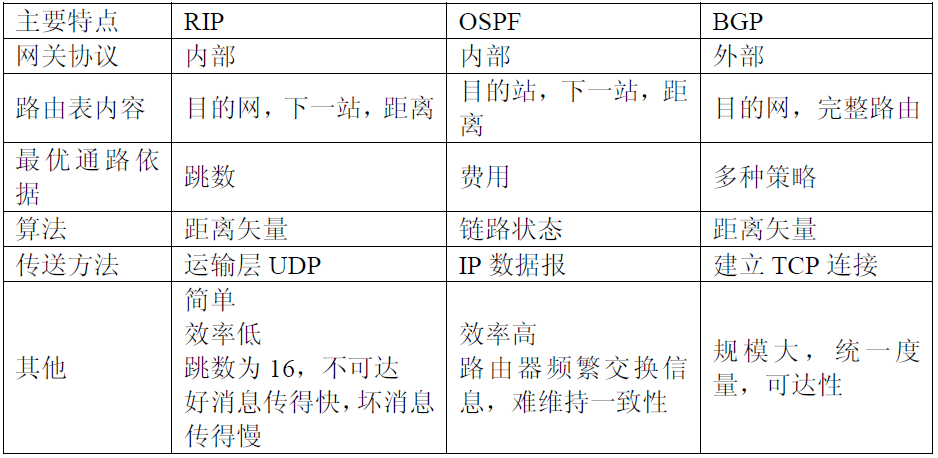 主要特点 RIP OSPF BGP
网关协议 内部 内部 外部
路由表内容 目的网，下一站，距离 目的站，下一站，距
离 目的网，完整路由
最优通路依
据 跳数 费用 多种策略
算法 距离矢量 链路状态 距离矢量
传送方法 运输层 UDP IP 数据报 建立 TCP 连接
其他
简单
效率低
跳数为 16，不可达
好消息传得快，坏消息
传得慢
效率高
路由器频繁交换信
息，难维持一致性
规模大，统一度
量，可达性